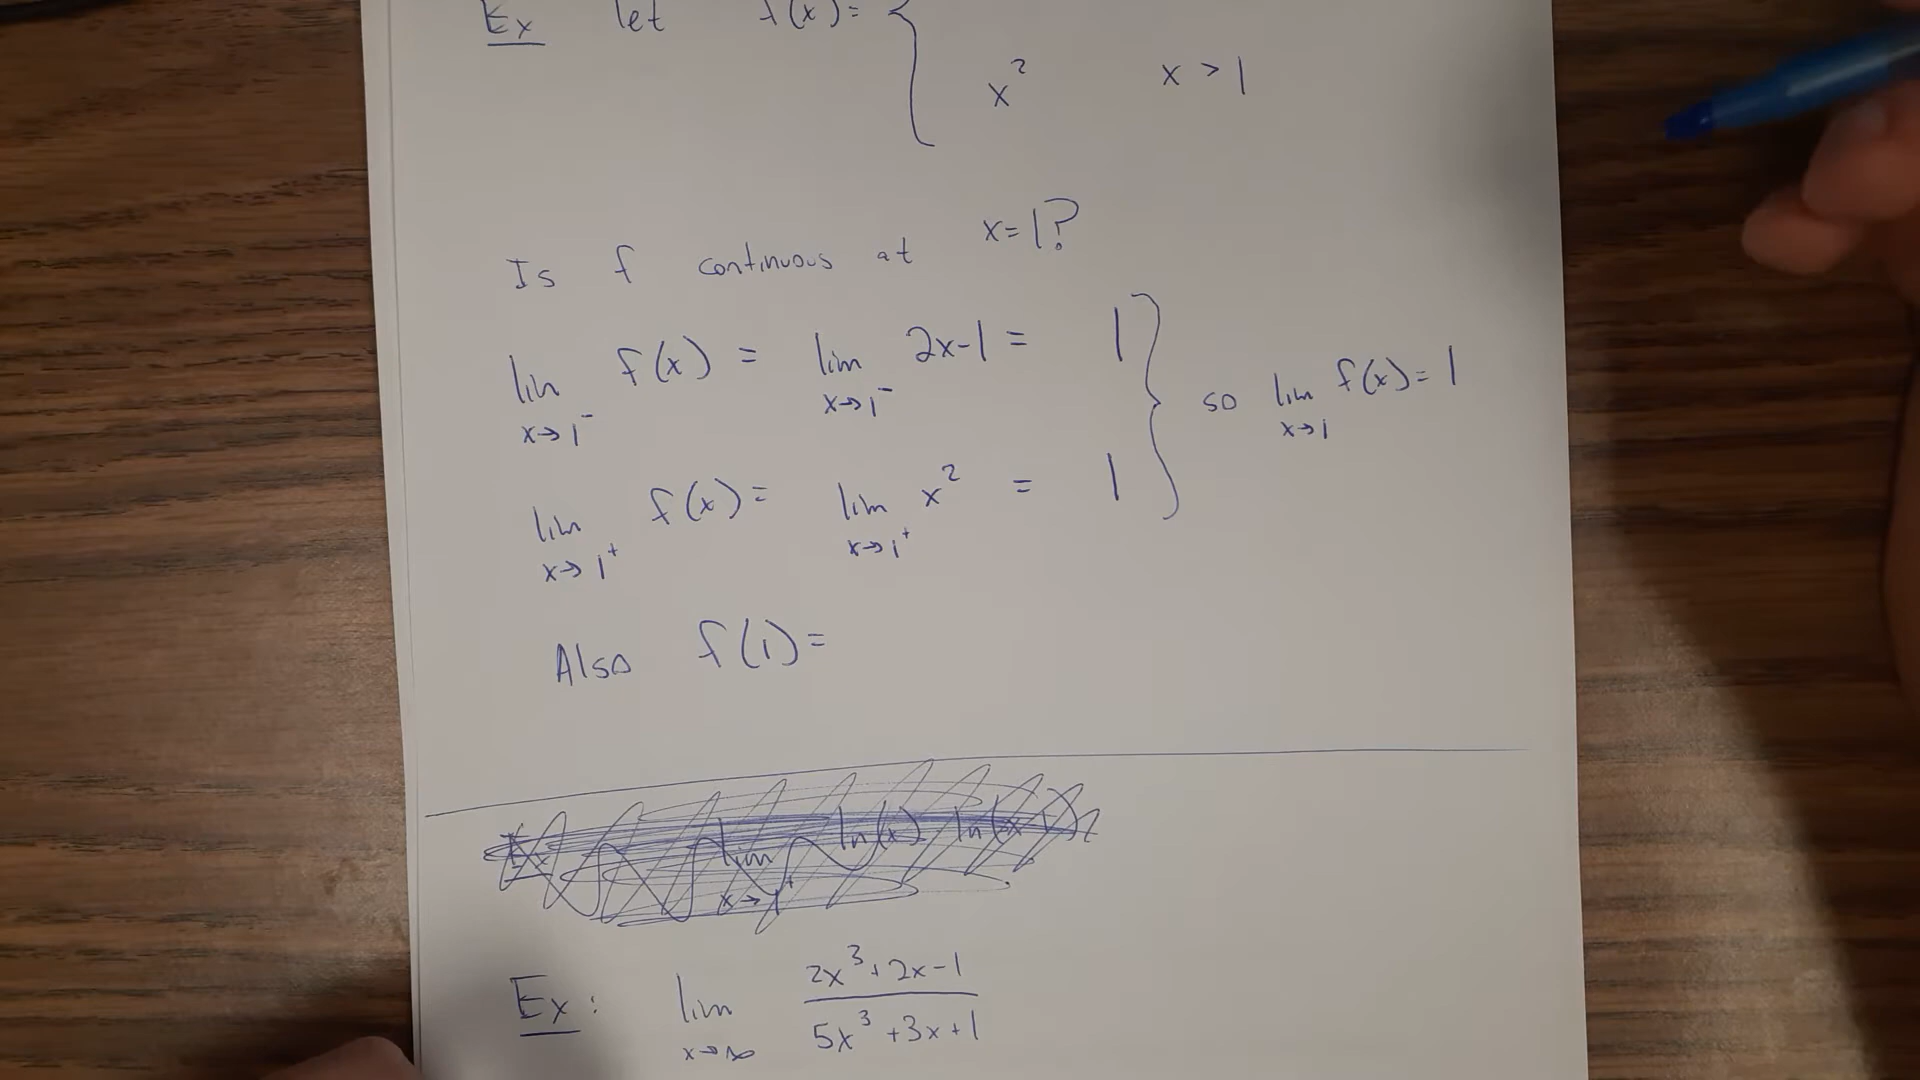 Ex let f(x)= {
x² x > 1
Is f continuous at x=1?
lim x→1⁻ f(x) = lim x→1⁻ 2x-1 = 1
} so lim x→1 f(x)=1
lim x→1⁺ f(x)= lim x→1⁺ x² = 1
Also f(1)=
Ex: lim x→∞ (2x³+2x-1)/(5x³+3x+1)